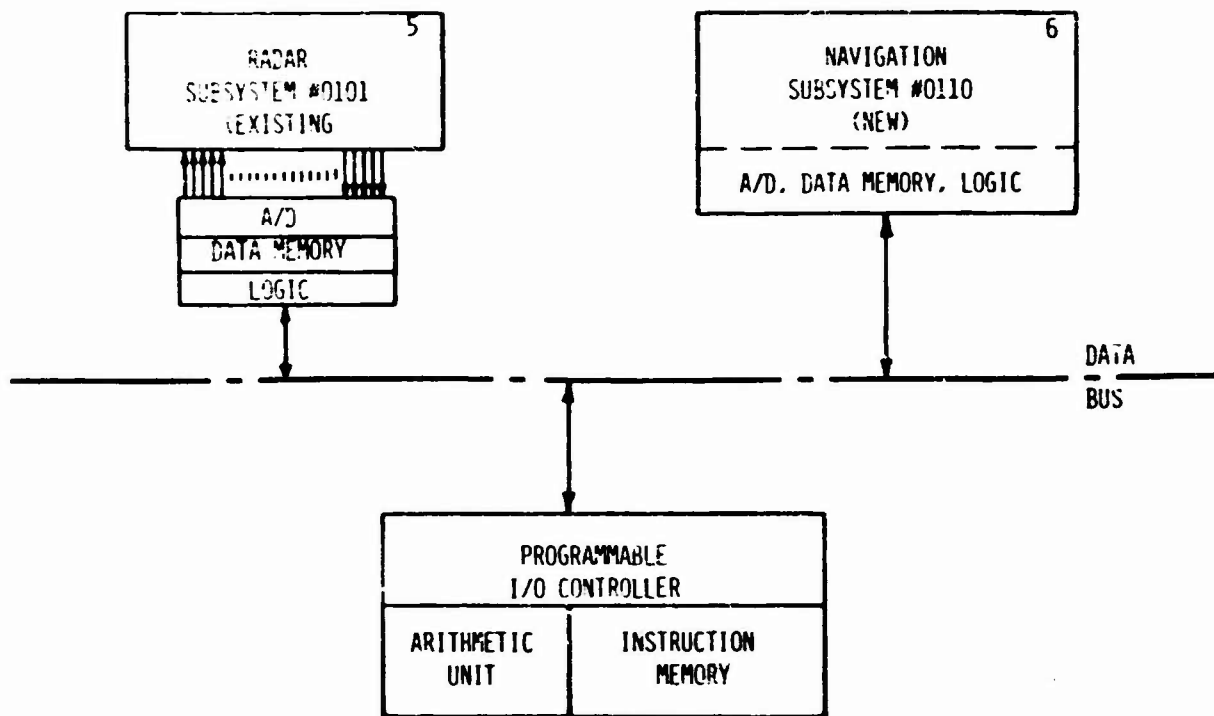 5
RADAR
SUBSYSTEM #0101
(EXISTING
A/D
DATA MEMORY
LOGIC
6
NAVIGATION
SUBSYSTEM #0110
(NEW)
A/D, DATA MEMORY, LOGIC
DATA
BUS
PROGRAMMABLE
I/O CONTROLLER
ARITHMETIC
UNIT
INSTRUCTION
MEMORY